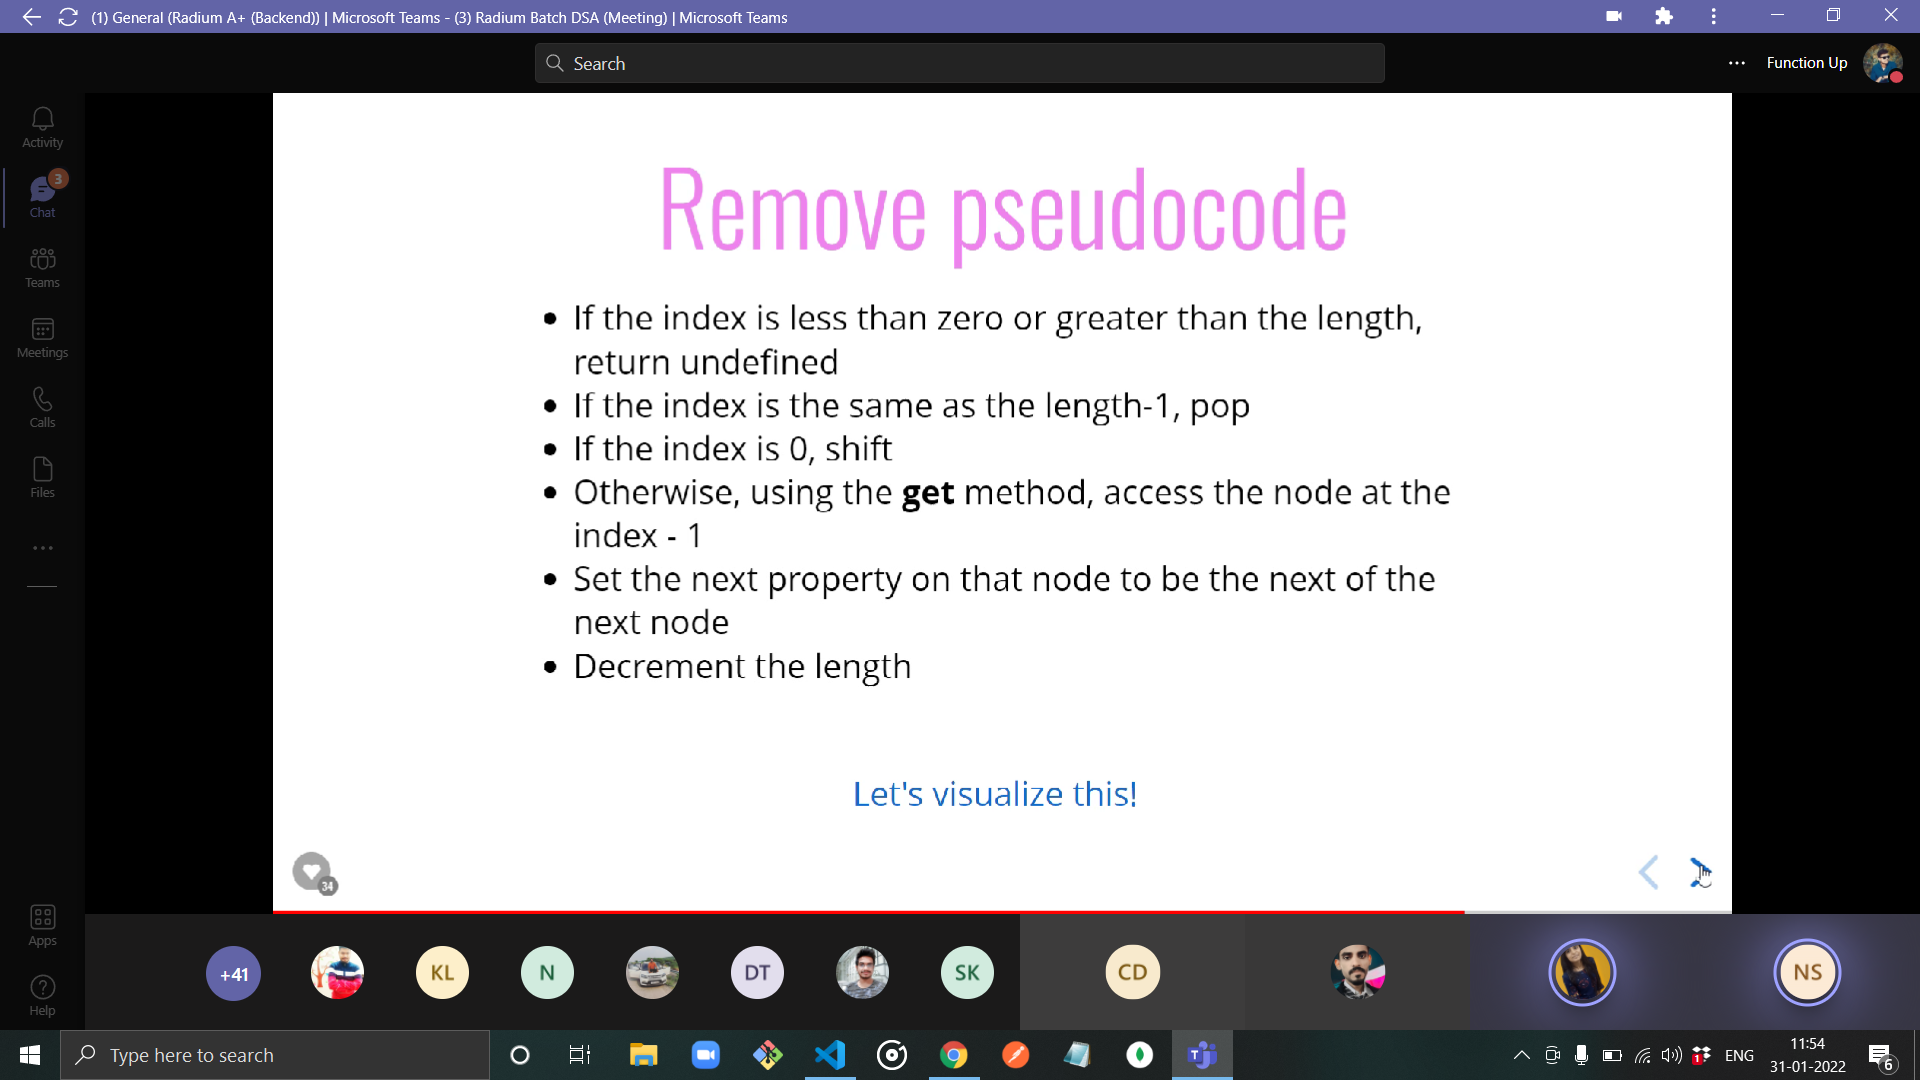 (1) General (Radium A+ (Backend)) | Microsoft Teams - (3) Radium Batch DSA (Meeting) | Microsoft Teams
Search
Function Up
Activity
3
Chat
Teams
Meetings
Calls
Files
Apps
Help
Remove pseudocode
• If the index is less than zero or greater than the length,
return undefined
• If the index is the same as the length-1, pop
• If the index is 0, shift
• Otherwise, using the get method, access the node at the
index - 1
• Set the next property on that node to be the next of the
next node
• Decrement the length
Let's visualize this!
34
+41
KL
N
DT
SK
CD
NS
Type here to search
T
1
ENG
11:54
31-01-2022
6